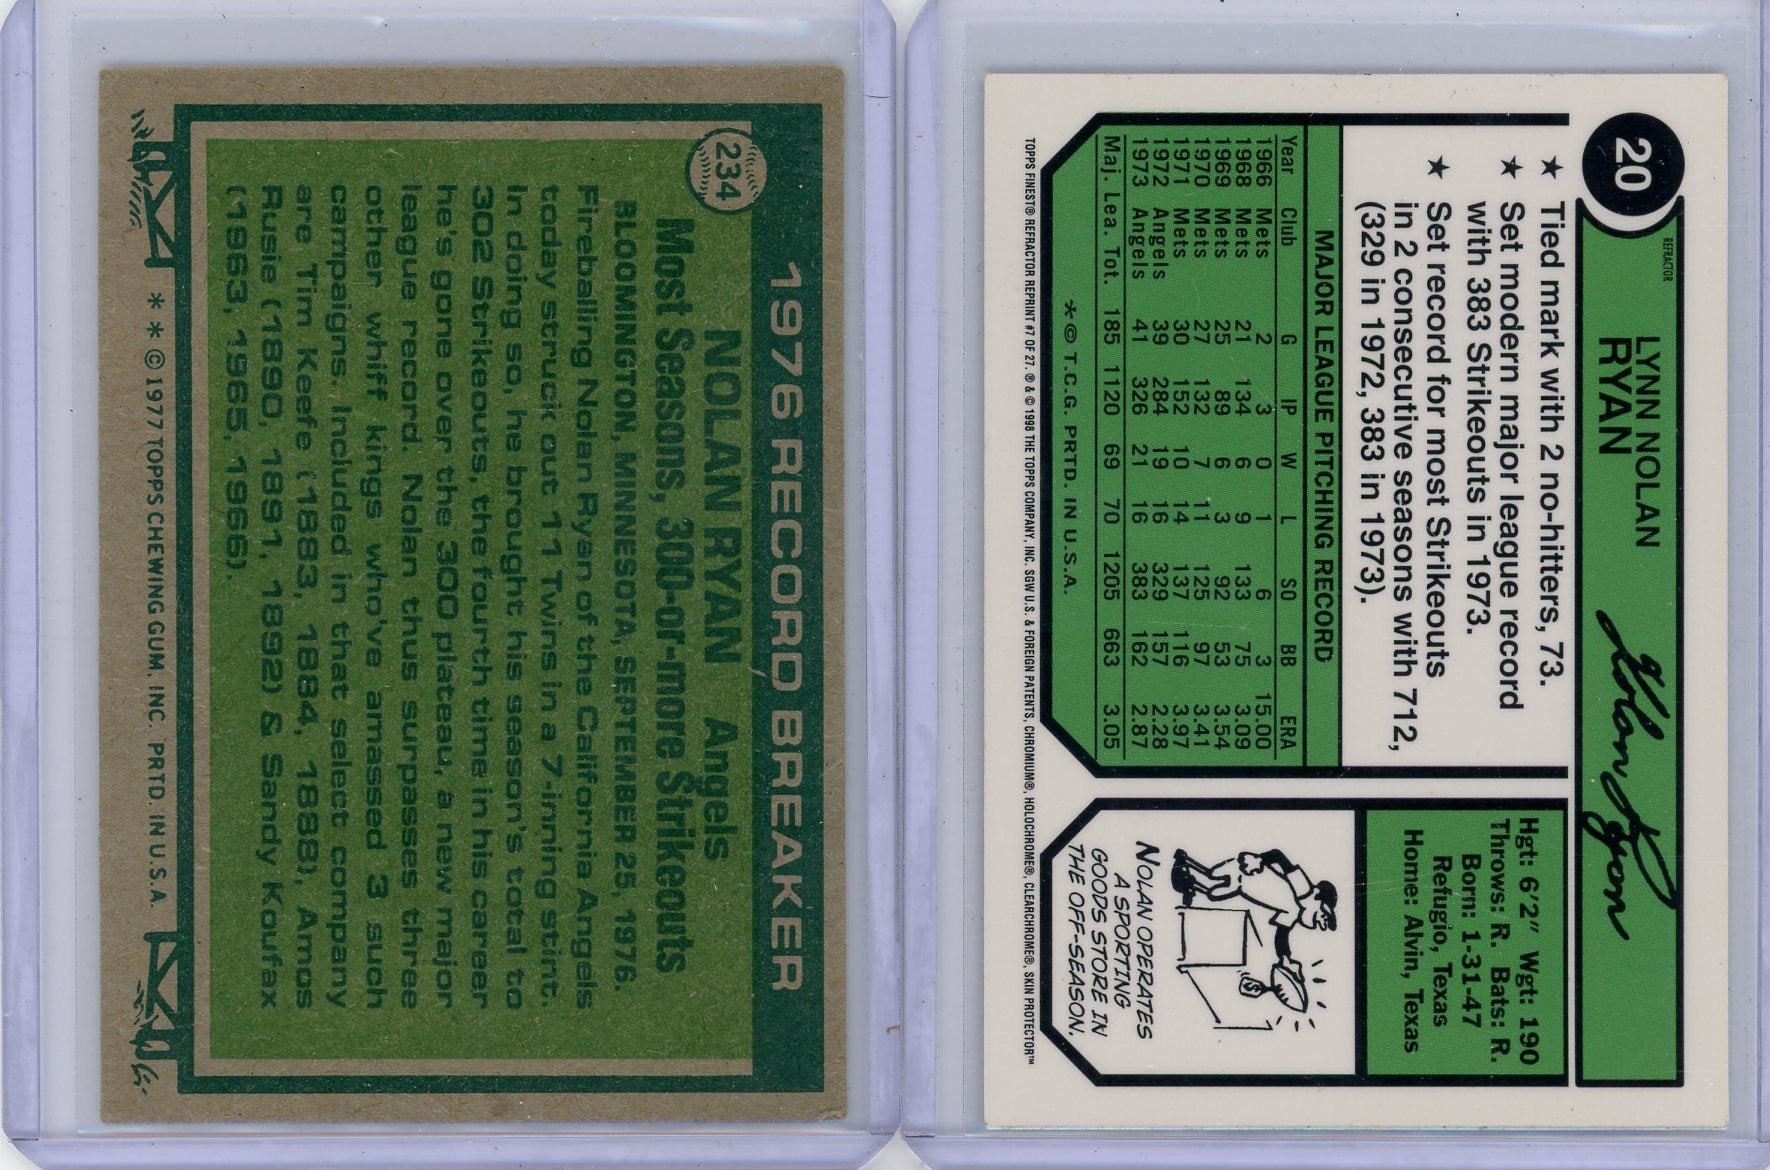 1976 RECORD BREAKER
234
NOLAN RYAN Angels
Most Seasons, 300-or-more Strikeouts
BLOOMINGTON, MINNESOTA, SEPTEMBER 25, 1976.
Fireballing Nolan Ryan of the California Angels
today struck out 11 Twins in a 7-inning stint.
In doing so, he brought his season's total to
302 Strikeouts, the fourth time in his career
he's gone over the 300 plateau, a new major
league record. Nolan thus surpasses three
other whiff kings who've amassed 3 such
campaigns. Included in that select company
are Tim Keefe (1883, 1884, 1888), Amos
Rusie (1890, 1891, 1892) & Sandy Koufax
(1963, 1965, 1966).
* * © 1977 TOPPS CHEWING GUM, INC. PRTD. IN U.S.A.
20
REFRACTOR
LYNN NOLAN
RYAN
Nolan Ryan
★ Tied mark with 2 no-hitters, 73.
★ Set modern major league record
with 383 Strikeouts in 1973.
★ Set record for most Strikeouts
in 2 consecutive seasons with 712,
(329 in 1972, 383 in 1973).
MAJOR LEAGUE PITCHING RECORD
Year Club G IP W L SO BB ERA
1966 Mets 2 3 0 1 6 3 15.00
1968 Mets 21 134 6 9 133 75 3.09
1969 Mets 25 89 6 3 92 53 3.54
1970 Mets 27 132 7 11 125 97 3.41
1971 Mets 30 152 10 14 137 116 3.97
1972 Angels 39 284 19 16 329 157 2.28
1973 Angels 41 326 21 16 383 162 2.87
Maj. Lea. Tot. 185 1120 69 70 1205 663 3.05
* © T.C.G. PRTD. IN U.S.A.
Hgt: 6'2" Wgt: 190
Throws: R. Bats: R.
Born: 1-31-47
Refugio, Texas
Home: Alvin, Texas
$
NOLAN OPERATES
A SPORTING
GOODS STORE IN
THE OFF-SEASON.
TOPPS FINEST® REFRACTOR REPRINT #7 OF 27. ® & © 1998 THE TOPPS COMPANY, INC. SGW U.S. & FOREIGN PATENTS, CHROMIUM®, HOLOCHROME®, CLEARCHROME®, SKIN PROTECTOR™